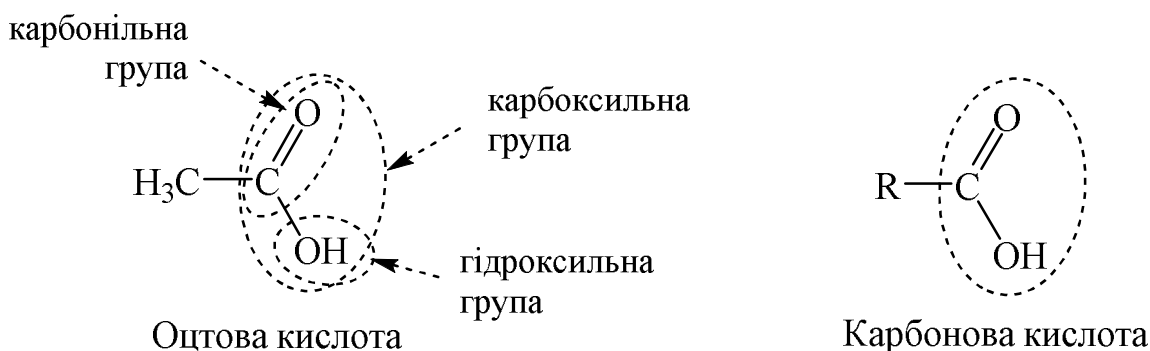 карбонільна
група
карбоксильна
група
O
H₃C
C
OH
гідроксильна
група
Оцтова кислота
O
R
C
OH
Карбонова кислота